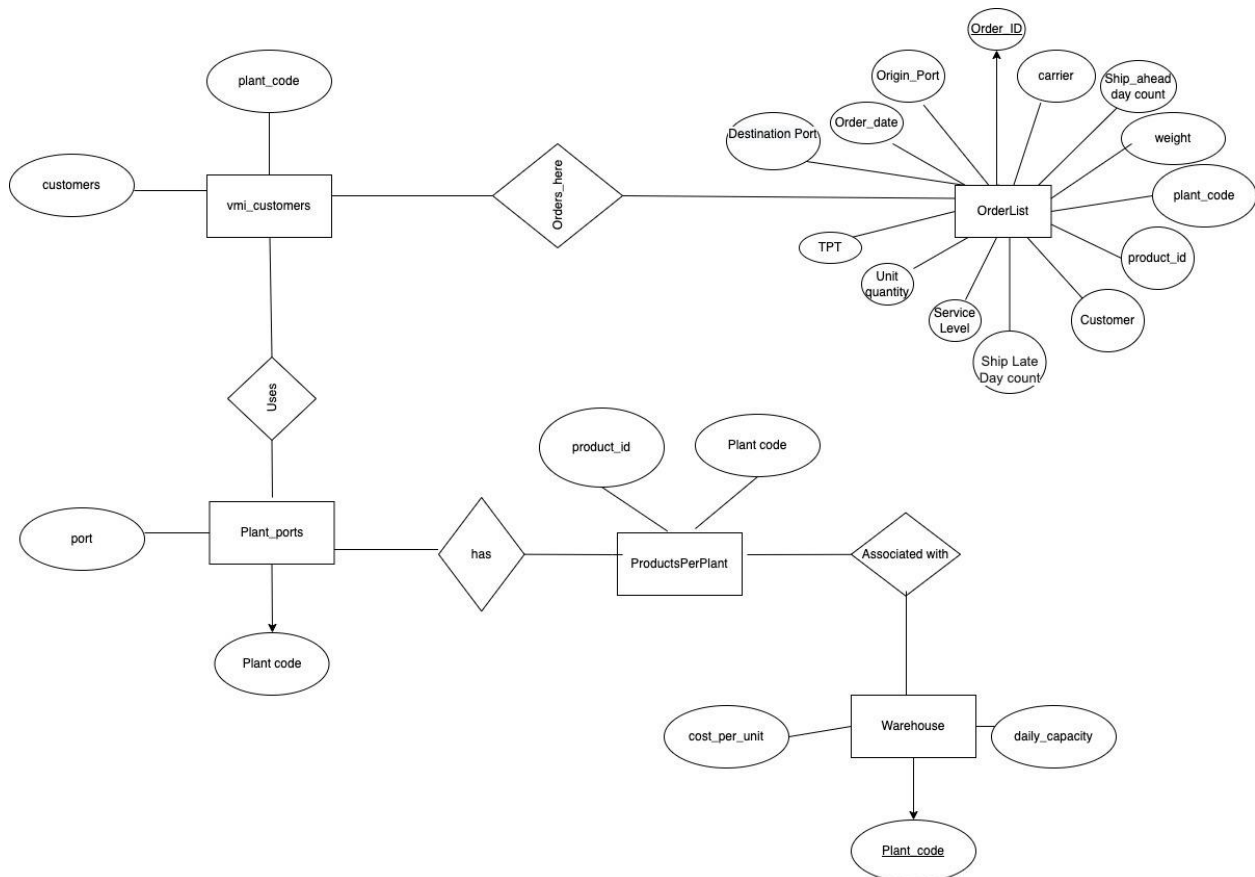 Order_ID
plant_code
Origin_Port
carrier
Ship_ahead
day count
Destination Port
Order_date
weight
customers
vmi_customers
Orders_here
OrderList
plant_code
TPT
product_id
Unit
quantity
Service
Level
Customer
Ship Late
Day count
Uses
product_id
Plant code
port
Plant_ports
has
ProductsPerPlant
Associated with
Plant code
cost_per_unit
Warehouse
daily_capacity
Plant_code